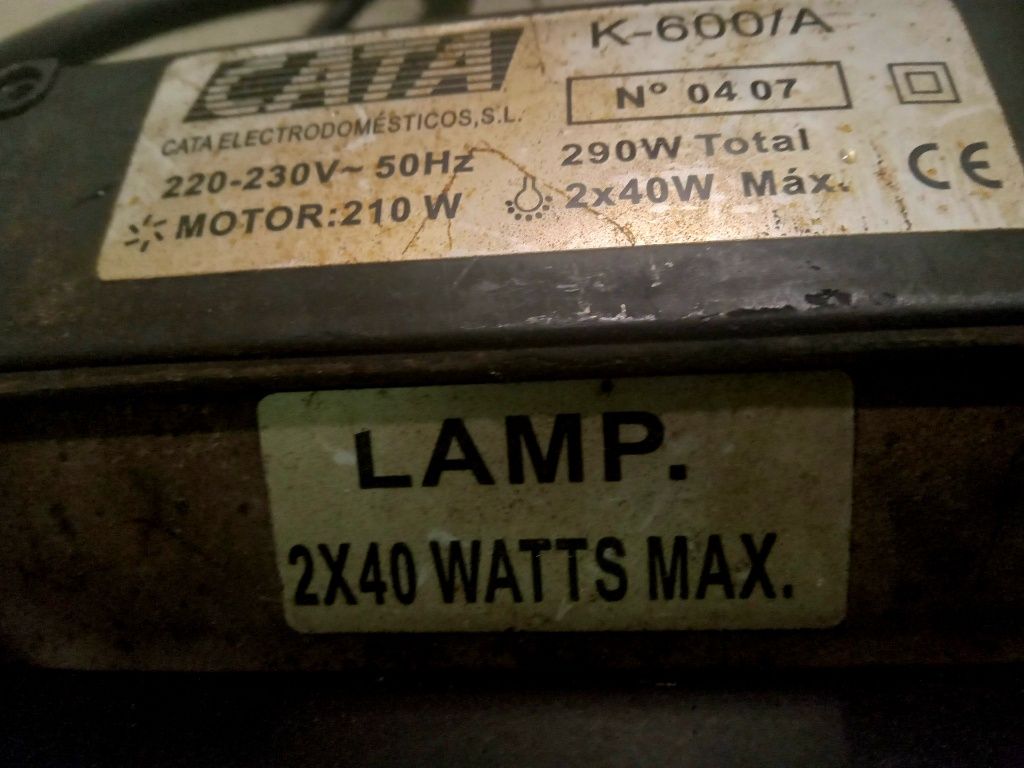 CATA
K-600/A
CATA ELECTRODOMÉSTICOS,S.L.
Nº 04 07
220-230V~ 50Hz
290W Total
MOTOR:210 W
2x40W Máx.
CE
LAMP.
2X40 WATTS MAX.